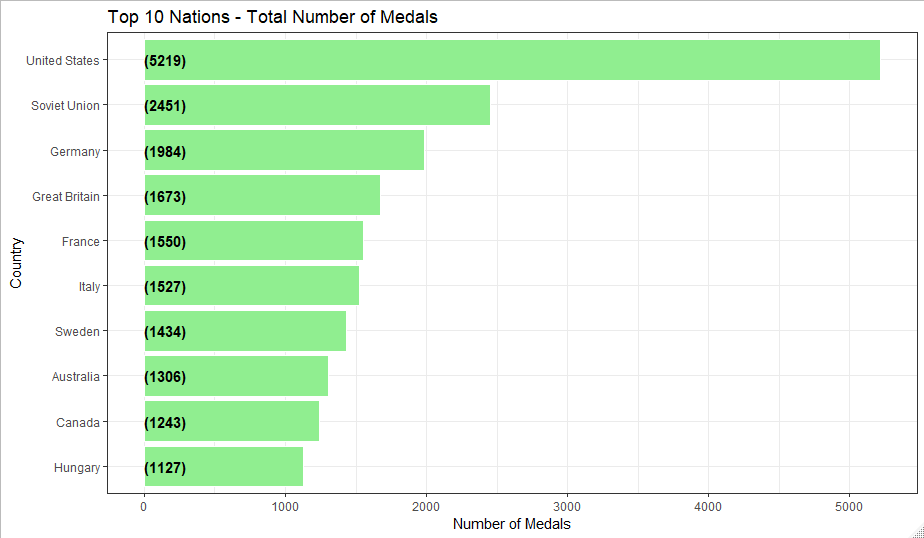 Top 10 Nations - Total Number of Medals
United States (5219)
Soviet Union (2451)
Germany (1984)
Great Britain (1673)
France (1550)
Italy (1527)
Sweden (1434)
Australia (1306)
Canada (1243)
Hungary (1127)
Country
0 1000 2000 3000 4000 5000
Number of Medals